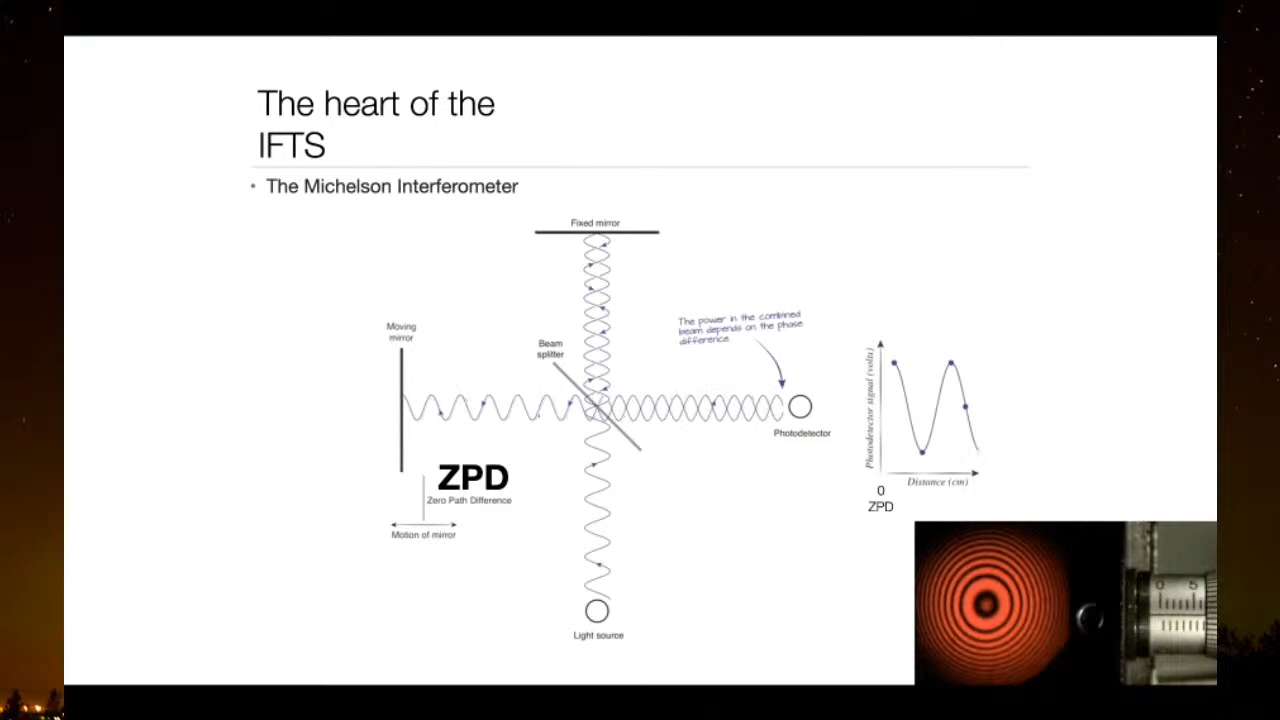 The heart of the
IFTS
• The Michelson Interferometer
Fixed mirror
Moving
mirror
Beam
splitter
The power in the combined
beam depends on the phase
difference
Photodetector
Photodetector signal (volts)
Distance (cm)
0
ZPD
ZPD
Zero Path Difference
Motion of mirror
Light source
0 5